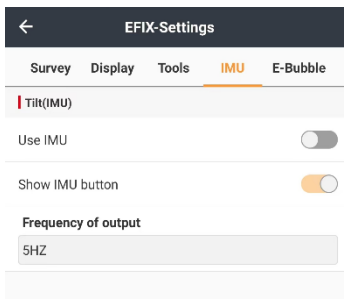 EFIX-Settings
Survey Display Tools IMU E-Bubble
Tilt(IMU)
Use IMU
Show IMU button
Frequency of output
5HZ